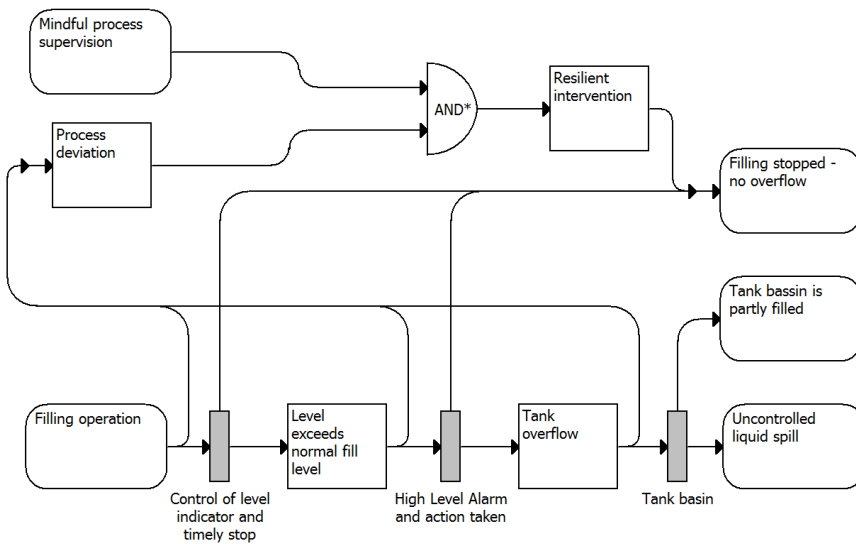 Mindful process
supervision
AND*
Resilient
intervention
Process
deviation
Filling stopped -
no overflow
Tank bassin is
partly filled
Filling operation
Level
exceeds
normal fill
level
Tank
overflow
Uncontrolled
liquid spill
Control of level
indicator and
timely stop
High Level Alarm
and action taken
Tank basin